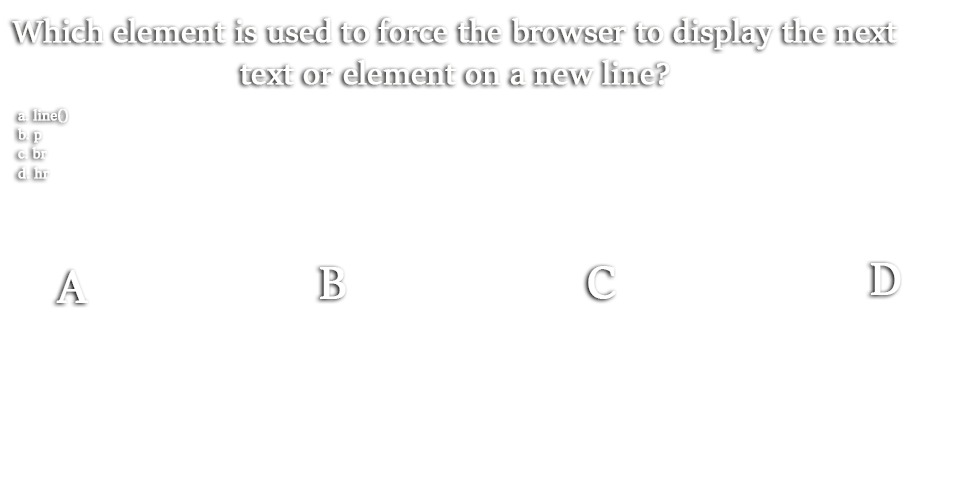 Which element is used to force the browser to display the next
text or element on a new line?
a. line()
b. p
c. br
d. hr
A B C D